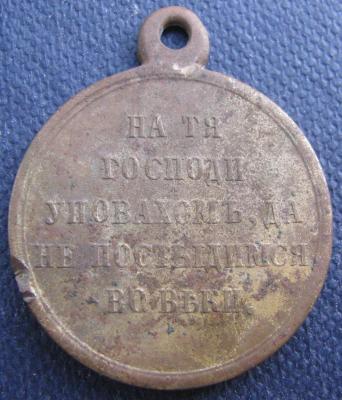 НА ТЯ
ГОСПОДИ
УПОВАХОМЪ, ДА
НЕ ПОСТЫДИМСЯ
ВО ВѢКИ